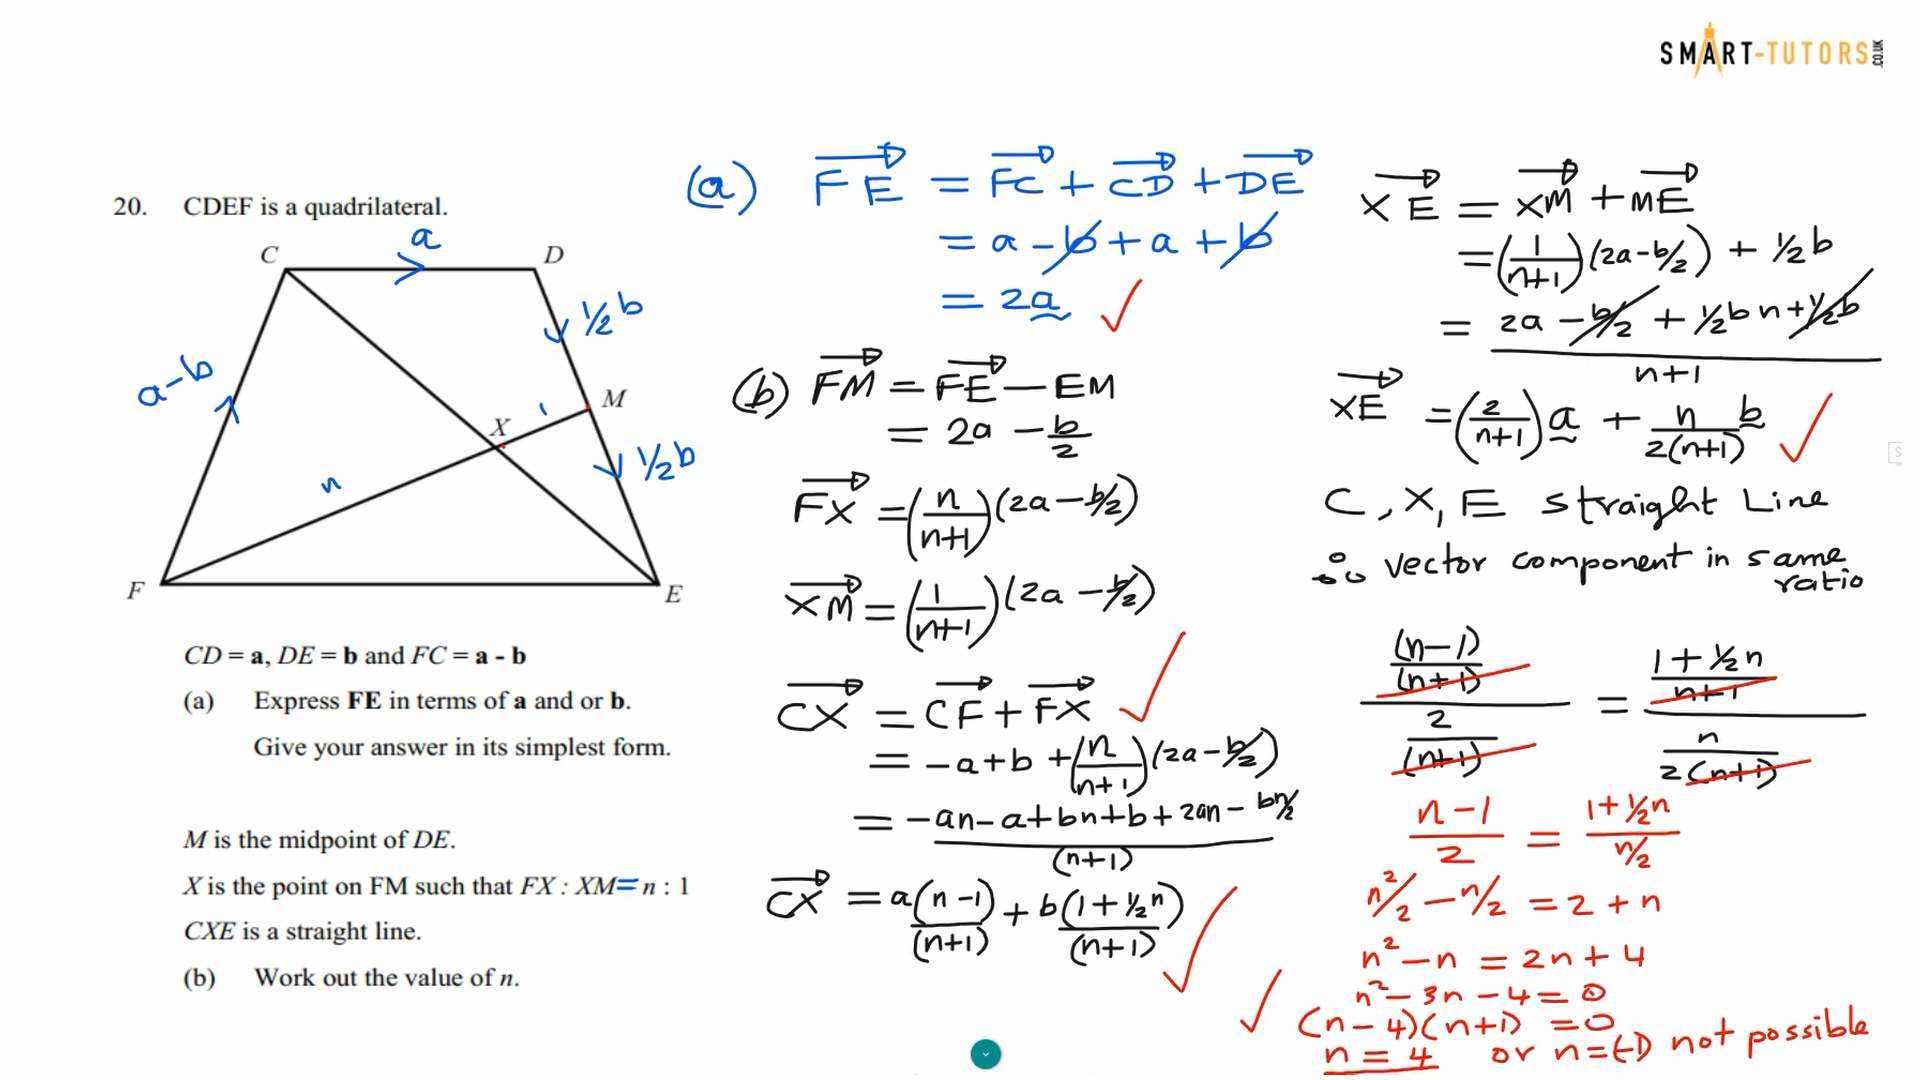 SMART-TUTORS.CO.UK
20. CDEF is a quadrilateral.
C
a
D
½b
a-b
M
1
X
½b
n
F
E
CD = a, DE = b and FC = a - b
(a) Express FE in terms of a and or b.
Give your answer in its simplest form.
M is the midpoint of DE.
X is the point on FM such that FX : XM = n : 1
CXE is a straight line.
(b) Work out the value of n.
(a) FE = FC + CD + DE
= a - b + a + b
= 2a ✓
(b) FM = FE — EM
= 2a - b/2
FX = (n/(n+1))(2a - b/2)
XM = (1/(n+1))(2a - b/2)
CX = CF + FX ✓
= -a+b + (n/(n+1))(2a - b/2)
= (-an-a+bn+b+2an-bn/2)/(n+1)
CX = a(n-1)/(n+1) + b(1+½n)/(n+1) ✓
XE = XM + ME
= (1/(n+1))(2a-b/2) + ½b
= (2a - b/2 + ½bn + ½b)/(n+1)
XE = (2/(n+1))a + n/(2(n+1)) b ✓
C, X, E straight Line
∴ vector component in same ratio
((n-1)/(n+1))/(2/(n+1)) = ((1+½n)/(n+1))/(n/(2(n+1)))
(n-1)/2 = (1+½n)/(n/2)
n²/2 - n/2 = 2+n
n² - n = 2n+4
n² - 3n - 4 = 0
✓ (n-4)(n+1) = 0
n = 4 or n = (-1) not possible